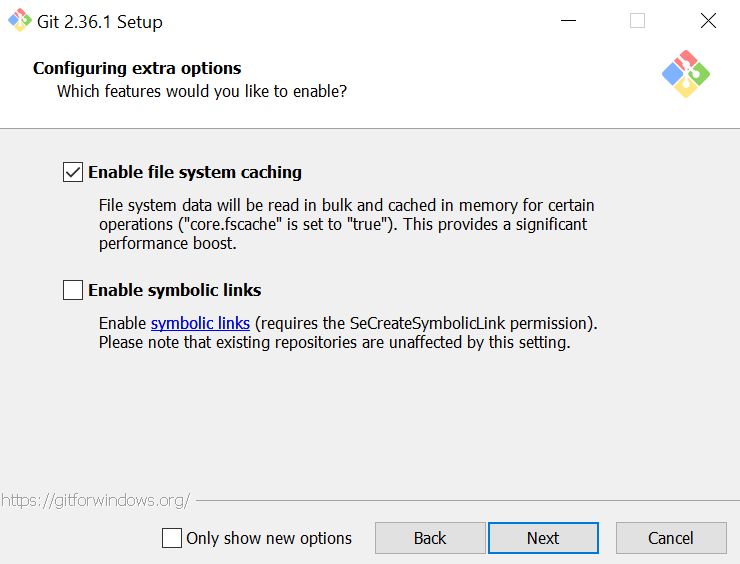 Git 2.36.1 Setup
Configuring extra options
Which features would you like to enable?
Enable file system caching
File system data will be read in bulk and cached in memory for certain
operations ("core.fscache" is set to "true"). This provides a significant
performance boost.
Enable symbolic links
Enable symbolic links (requires the SeCreateSymbolicLink permission).
Please note that existing repositories are unaffected by this setting.
https://gitforwindows.org/
Only show new options
Back
Next
Cancel